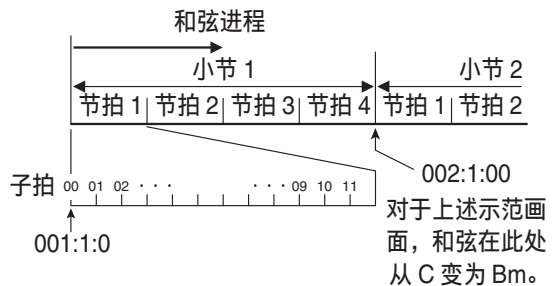 和弦进程
小节 1 小节 2
节拍 1 节拍 2 节拍 3 节拍 4 节拍 1 节拍 2
子拍 00 01 02 · · · · · · 09 10 11
001:1:0
002:1:00
对于上述示范画
面，和弦在此处
从 C 变为 Bm。